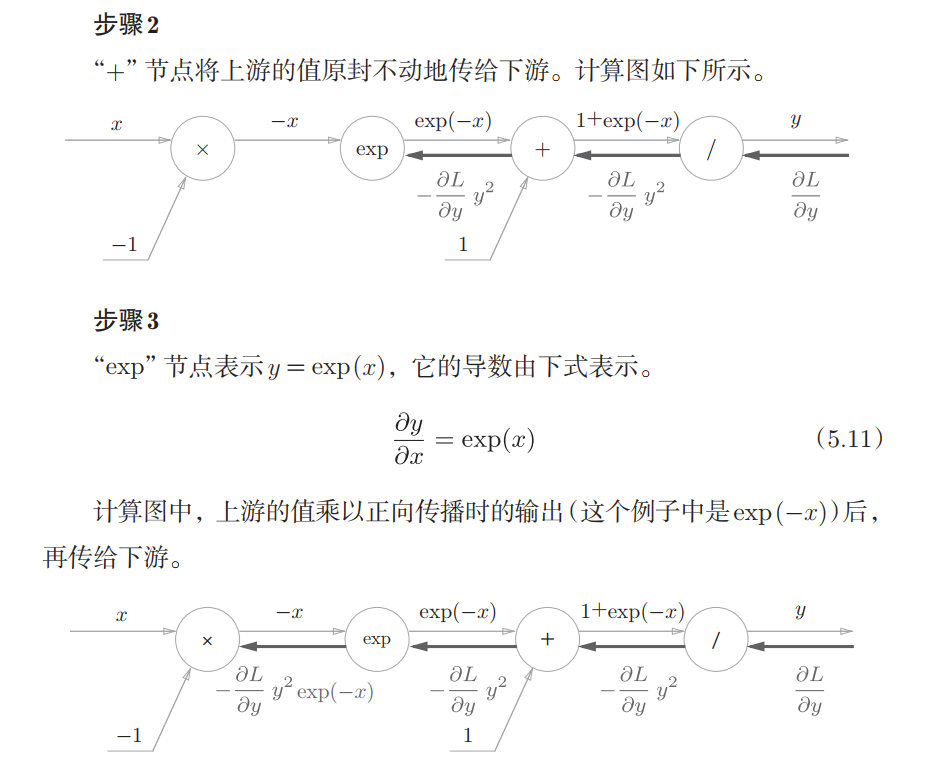 步骤2
“+”节点将上游的值原封不动地传给下游。计算图如下所示。
x −x exp(−x) 1+exp(−x) y
× exp + /
−∂L/∂y y² −∂L/∂y y² ∂L/∂y
−1 1
步骤3
“exp”节点表示y = exp(x)，它的导数由下式表示。
∂y/∂x = exp(x) （5.11）
计算图中，上游的值乘以正向传播时的输出（这个例子中是exp(−x)）后，
再传给下游。
x −x exp(−x) 1+exp(−x) y
× exp + /
−∂L/∂y y² exp(−x) −∂L/∂y y² −∂L/∂y y² ∂L/∂y
−1 1